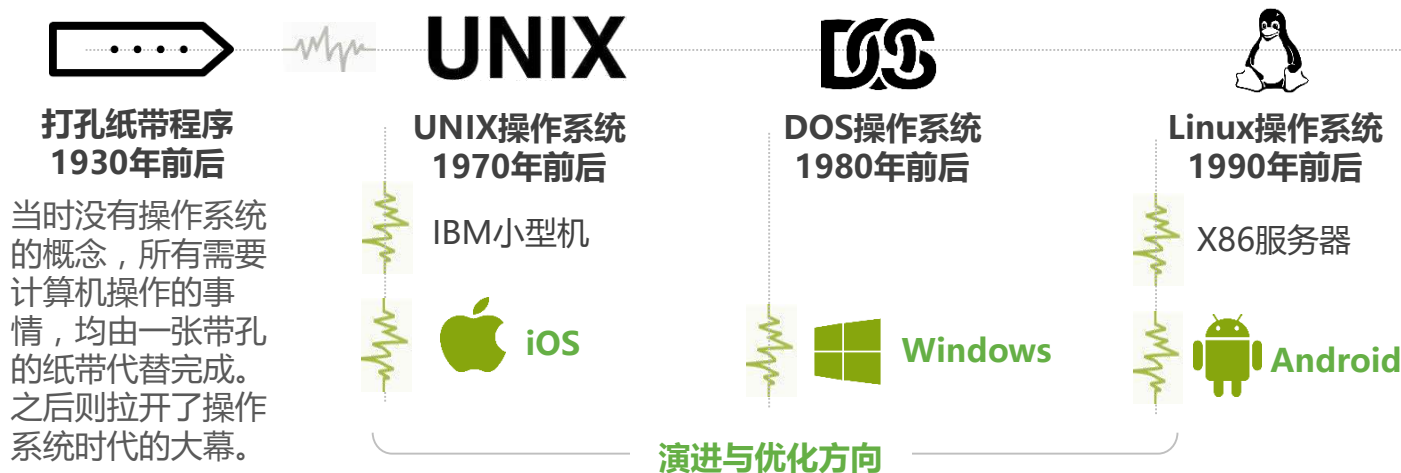 UNIX
DOS
打孔纸带程序
1930年前后
当时没有操作系统
的概念，所有需要
计算机操作的事
情，均由一张带孔
的纸带代替完成。
之后则拉开了操作
系统时代的大幕。
UNIX操作系统
1970年前后
IBM小型机
iOS
DOS操作系统
1980年前后
Windows
Linux操作系统
1990年前后
X86服务器
Android
演进与优化方向